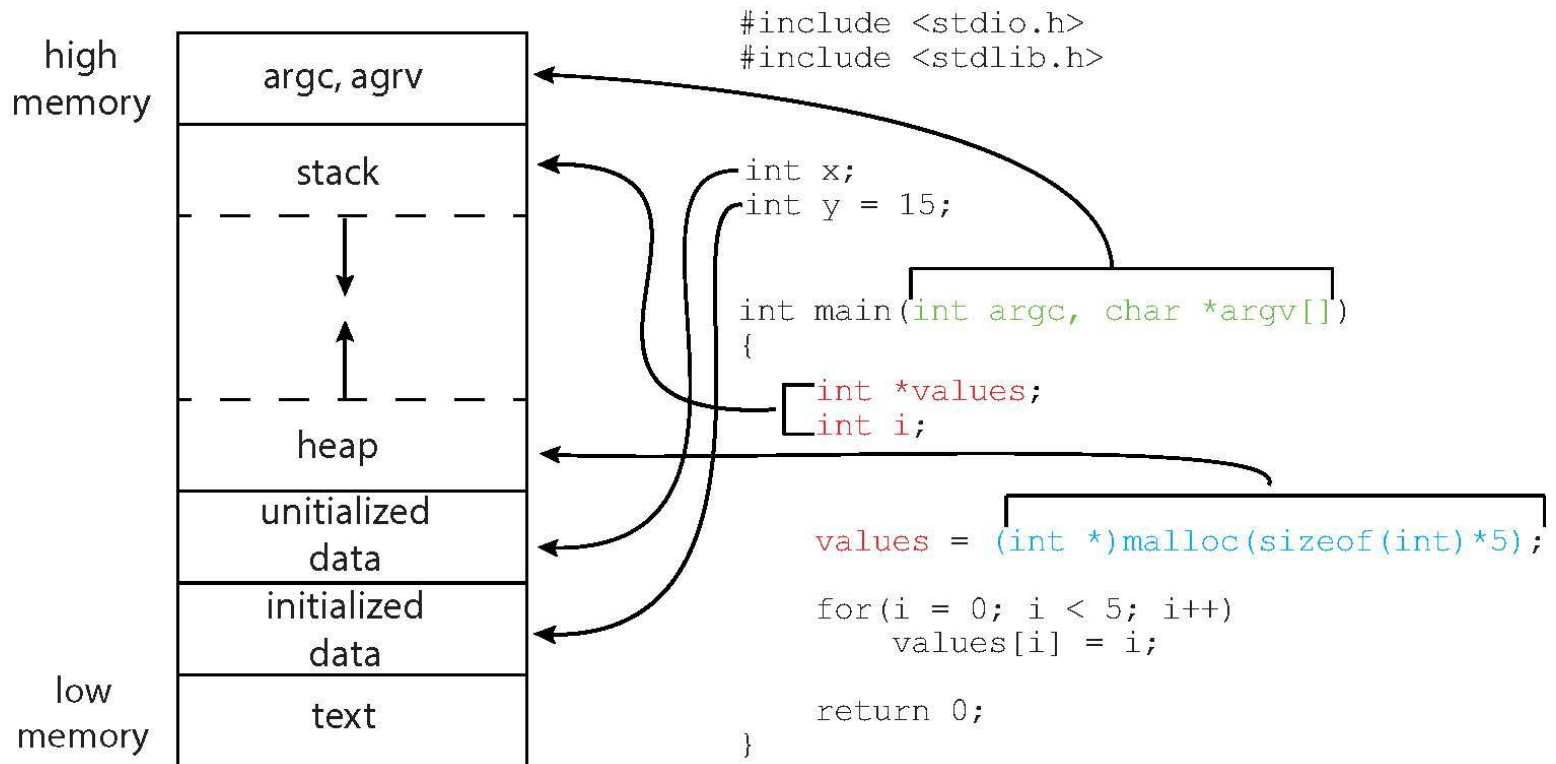 high
memory
argc, agrv
stack
heap
unitialized
data
initialized
data
low
memory
text
#include <stdio.h>
#include <stdlib.h>
int x;
int y = 15;
int main(int argc, char *argv[])
{
int *values;
int i;
values = (int *)malloc(sizeof(int)*5);
for(i = 0; i < 5; i++)
values[i] = i;
return 0;
}